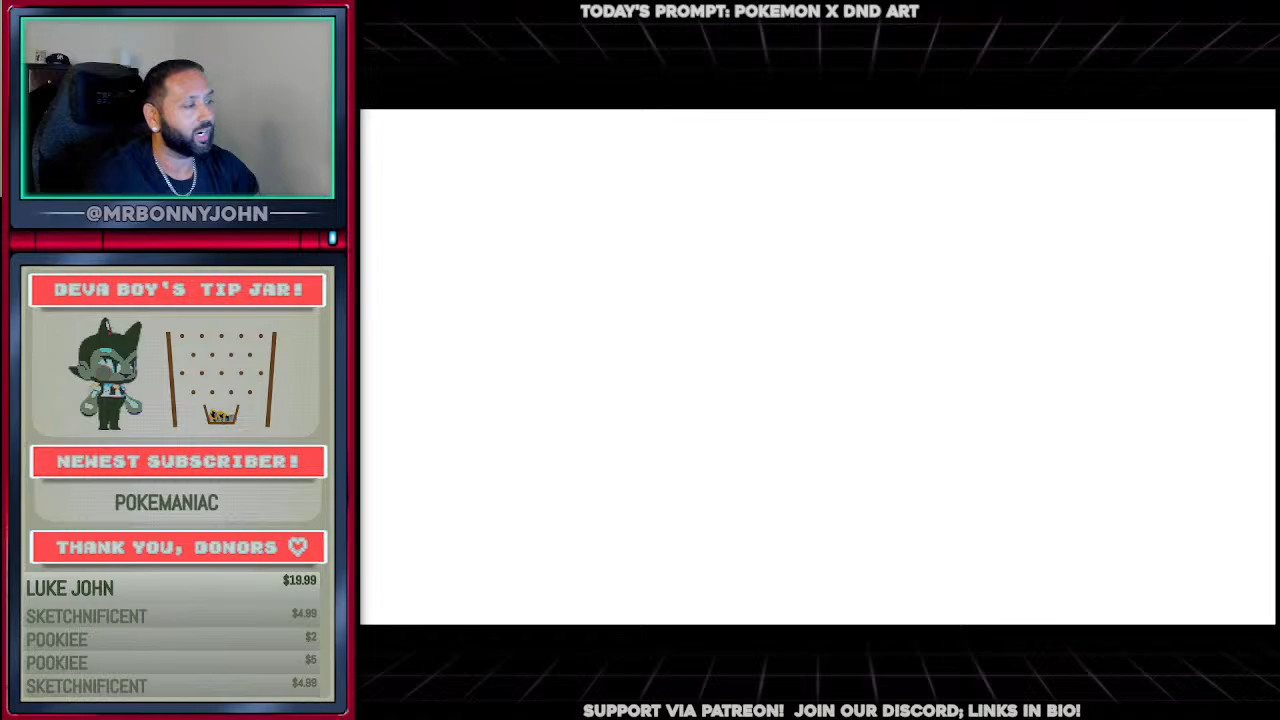 TODAY'S PROMPT: POKEMON X DND ART
@MRBONNYJOHN
DEVA BOY'S TIP JAR!
NEWEST SUBSCRIBER!
POKEMANIAC
THANK YOU, DONORS
LUKE JOHN $19.99
SKETCHNIFICENT $4.99
POOKIEE $2
POOKIEE $5
SKETCHNIFICENT $4.99
SUPPORT VIA PATREON! JOIN OUR DISCORD; LINKS IN BIO!